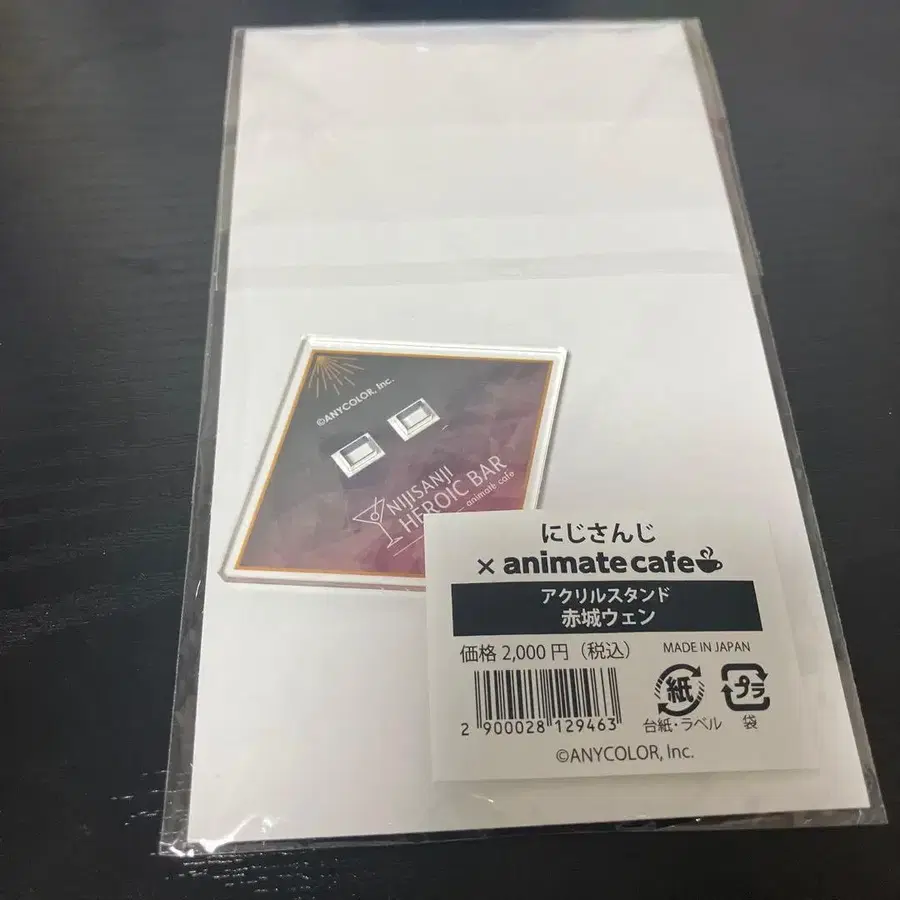 ©ANYCOLOR, Inc.
NIJISANJI
HEROIC BAR
animate cafe
にじさんじ
× animatecafe
アクリルスタンド
赤城ウェン
価格 2,000 円（税込）
MADE IN JAPAN
紙
プラ
台紙・ラベル
袋
2 900028 129463
©ANYCOLOR, Inc.